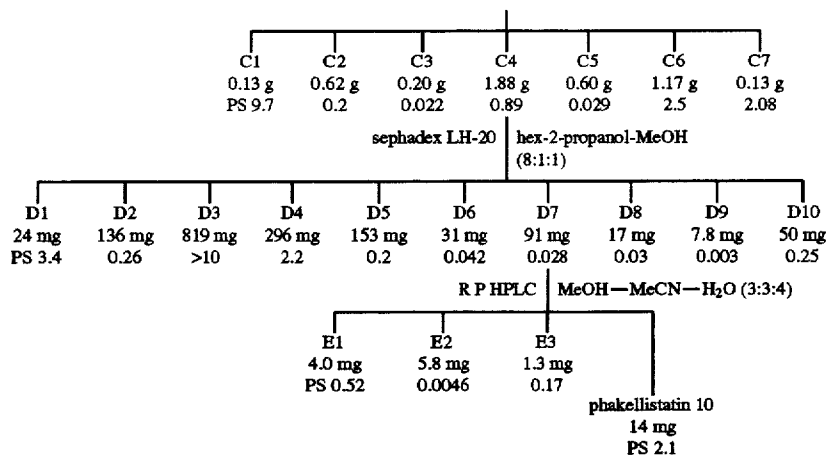 C1 C2 C3 C4 C5 C6 C7
0.13 g 0.62 g 0.20 g 1.88 g 0.60 g 1.17 g 0.13 g
PS 9.7 0.2 0.022 0.89 0.029 2.5 2.08
sephadex LH-20 hex-2-propanol-MeOH
(8:1:1)
D1 D2 D3 D4 D5 D6 D7 D8 D9 D10
24 mg 136 mg 819 mg 296 mg 153 mg 31 mg 91 mg 17 mg 7.8 mg 50 mg
PS 3.4 0.26 >10 2.2 0.2 0.042 0.028 0.03 0.003 0.25
R P HPLC MeOH—MeCN—H₂O (3:3:4)
E1 E2 E3
4.0 mg 5.8 mg 1.3 mg
PS 0.52 0.0046 0.17
phakellistatin 10
14 mg
PS 2.1